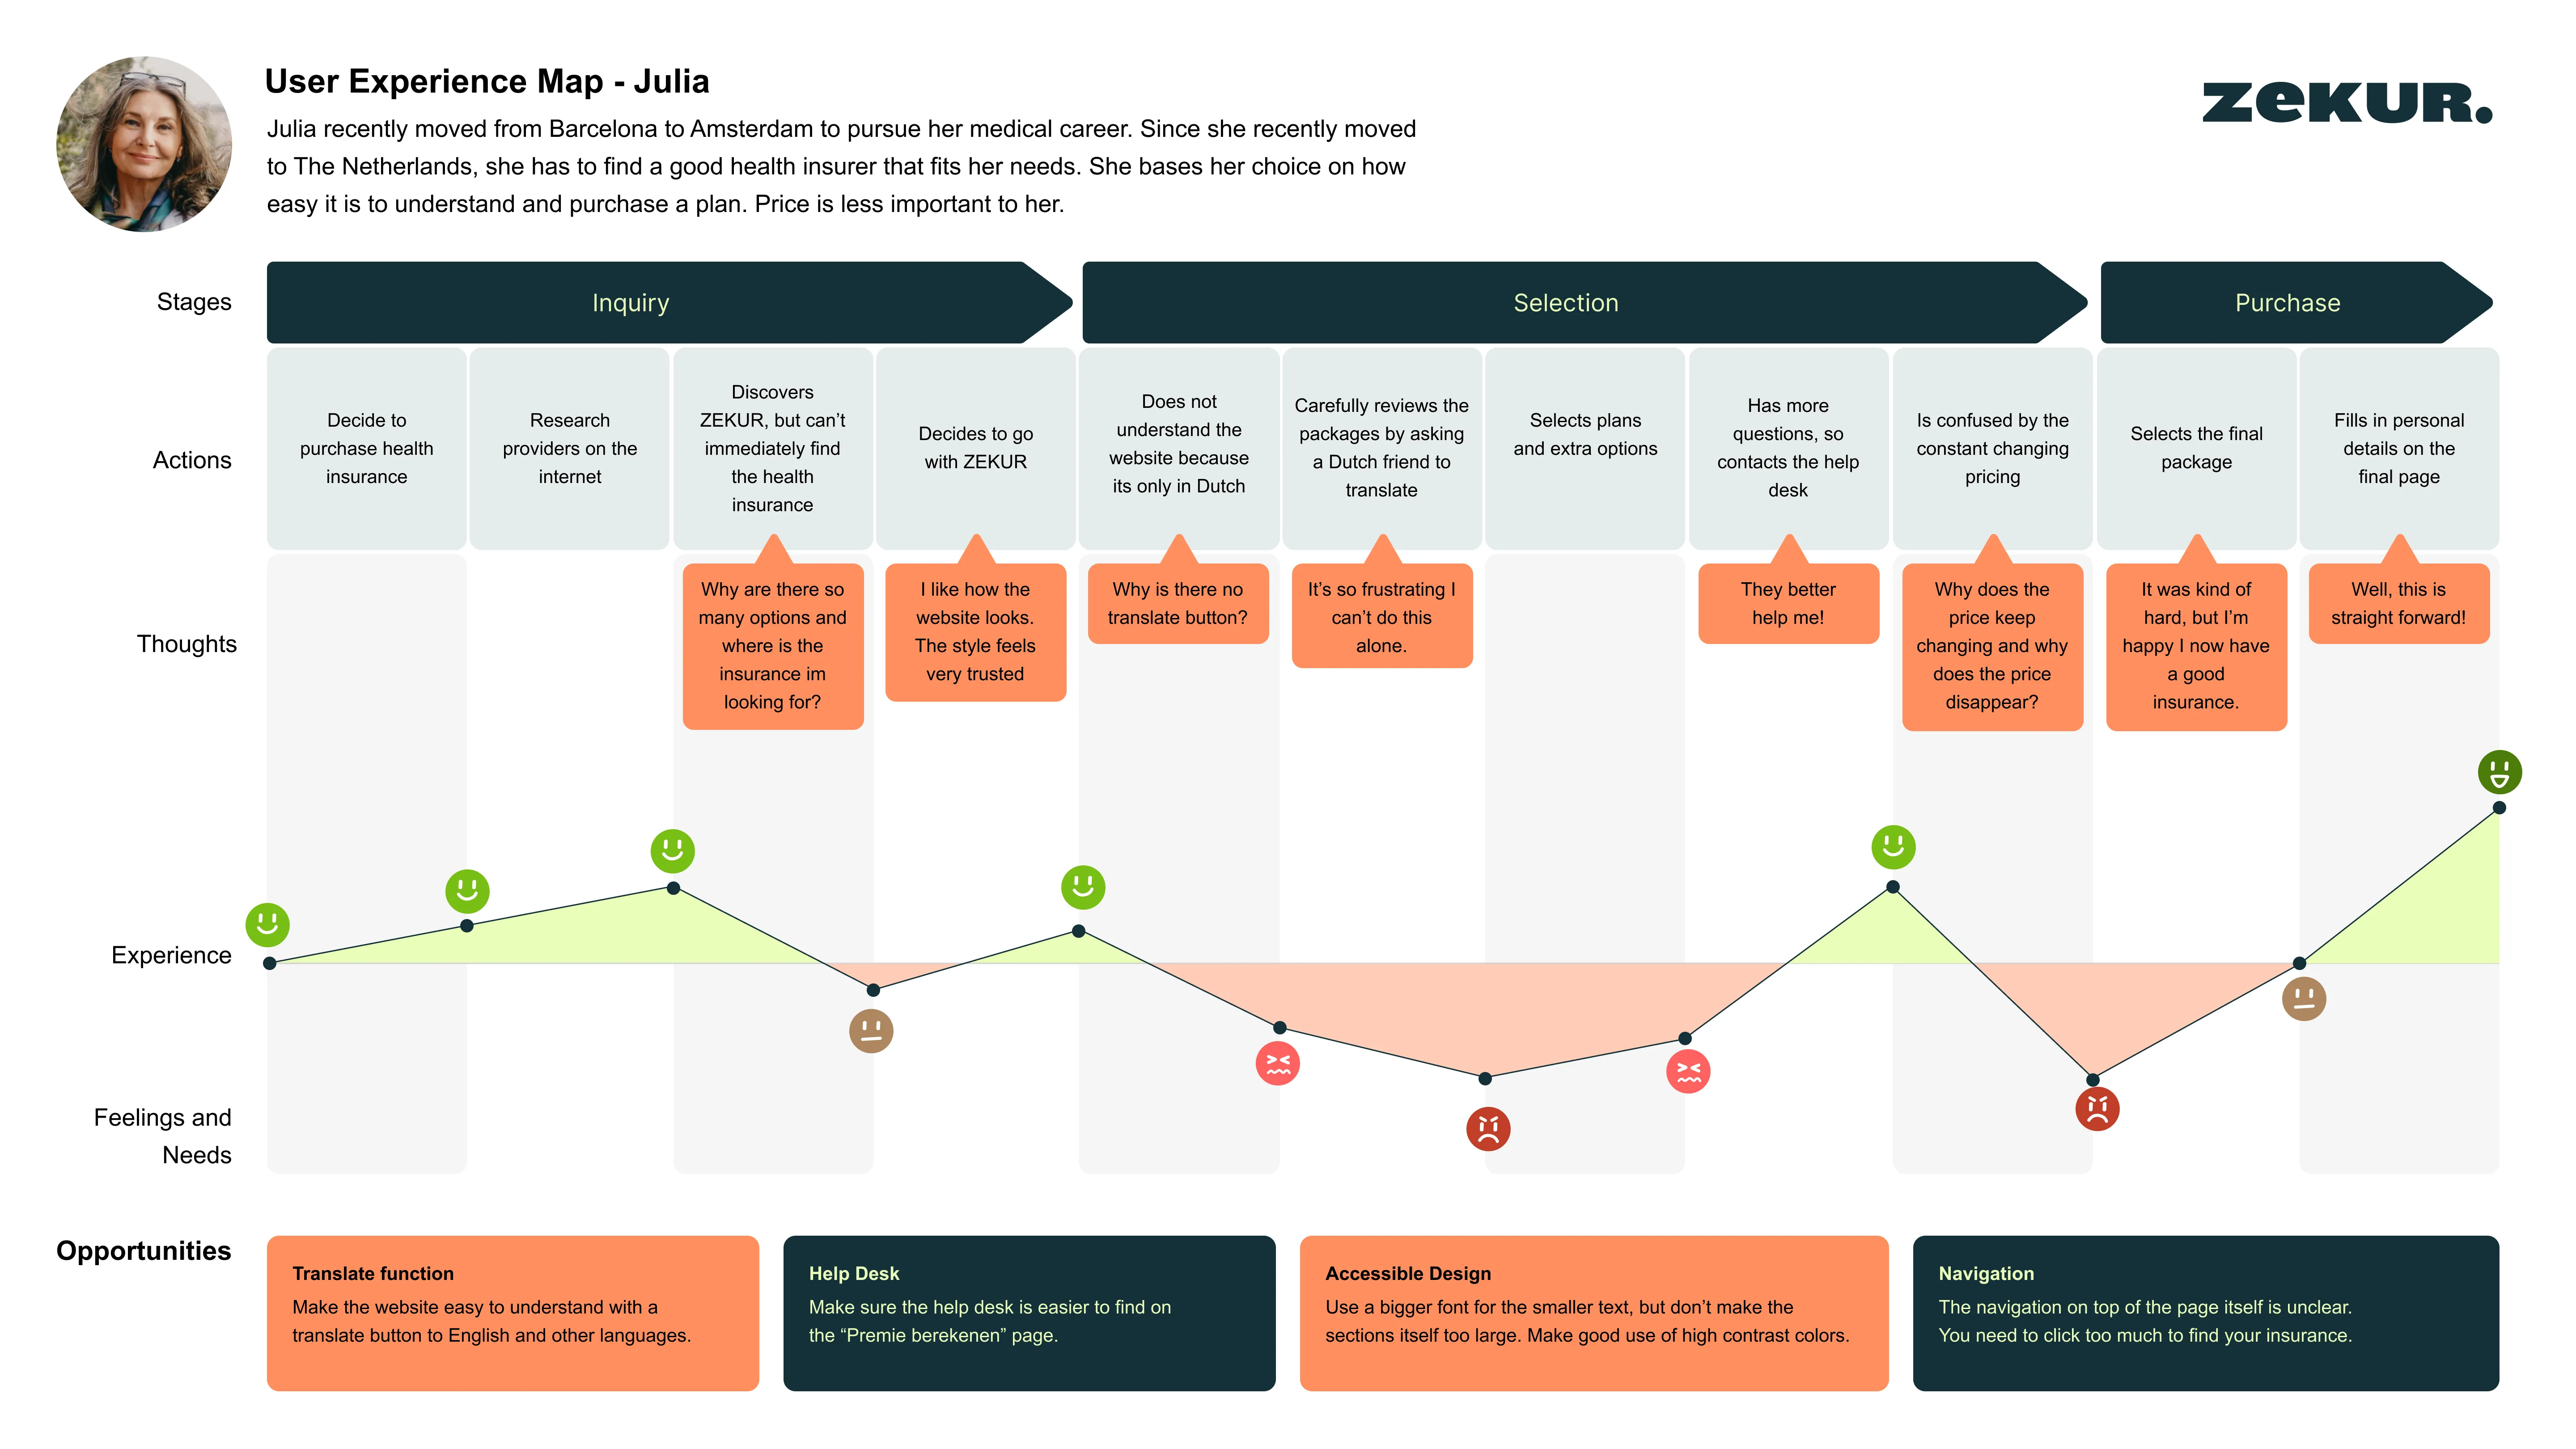 User Experience Map - Julia
Julia recently moved from Barcelona to Amsterdam to pursue her medical career. Since she recently moved
to The Netherlands, she has to find a good health insurer that fits her needs. She bases her choice on how
easy it is to understand and purchase a plan. Price is less important to her.
ZEKUR.
Stages
Inquiry
Selection
Purchase
Actions
Decide to
purchase health
insurance
Research
providers on the
internet
Discovers
ZEKUR, but can’t
immediately find
the health
insurance
Decides to go
with ZEKUR
Does not
understand the
website because
its only in Dutch
Carefully reviews the
packages by asking
a Dutch friend to
translate
Selects plans
and extra options
Has more
questions, so
contacts the help
desk
Is confused by the
constant changing
pricing
Selects the final
package
Fills in personal
details on the
final page
Thoughts
Why are there so
many options and
where is the
insurance im
looking for?
I like how the
website looks.
The style feels
very trusted
Why is there no
translate button?
It’s so frustrating I
can’t do this
alone.
They better
help me!
Why does the
price keep
changing and why
does the price
disappear?
It was kind of
hard, but I’m
happy I now have
a good
insurance.
Well, this is
straight forward!
Experience
Feelings and
Needs
Opportunities
Translate function
Make the website easy to understand with a
translate button to English and other languages.
Help Desk
Make sure the help desk is easier to find on
the “Premie berekenen” page.
Accessible Design
Use a bigger font for the smaller text, but don’t make the
sections itself too large. Make good use of high contrast colors.
Navigation
The navigation on top of the page itself is unclear.
You need to click too much to find your insurance.